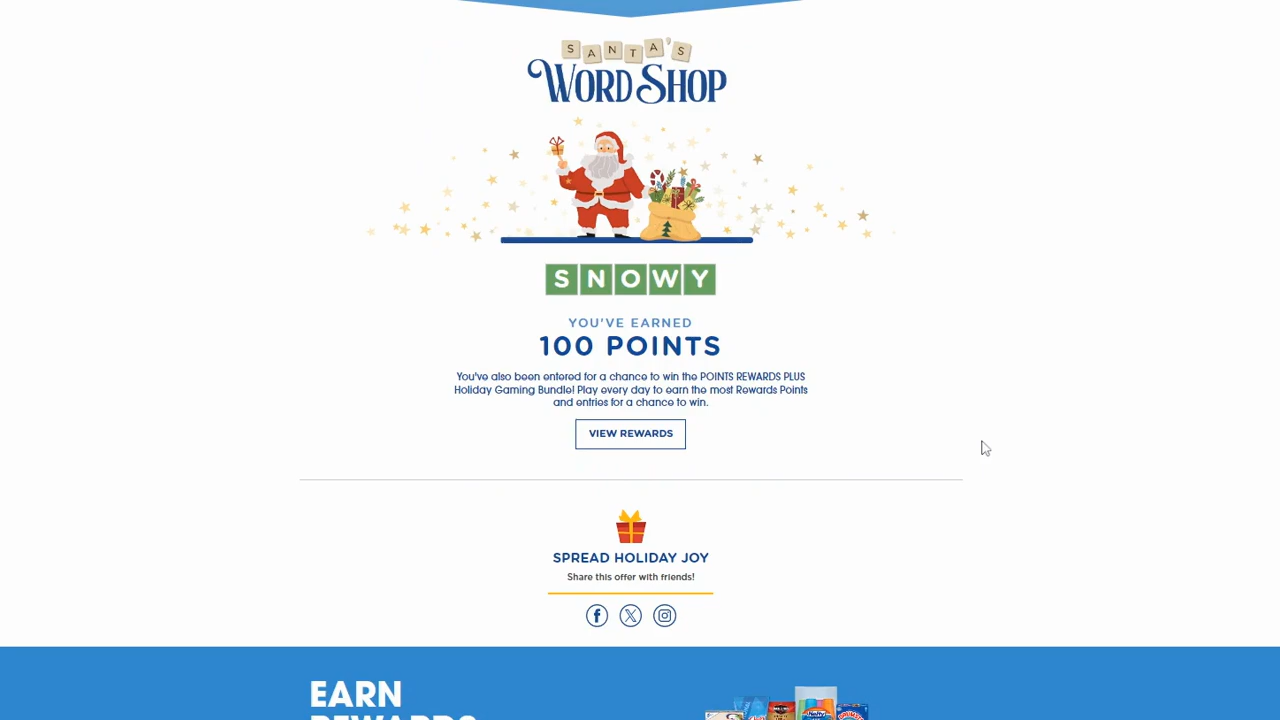 SANTA'S
WORD SHOP
SNOWY
YOU'VE EARNED
100 POINTS
You've also been entered for a chance to win the POINTS REWARDS PLUS
Holiday Gaming Bundle! Play every day to earn the most Rewards Points
and entries for a chance to win.
VIEW REWARDS
SPREAD HOLIDAY JOY
Share this offer with friends!
EARN
REWARDS